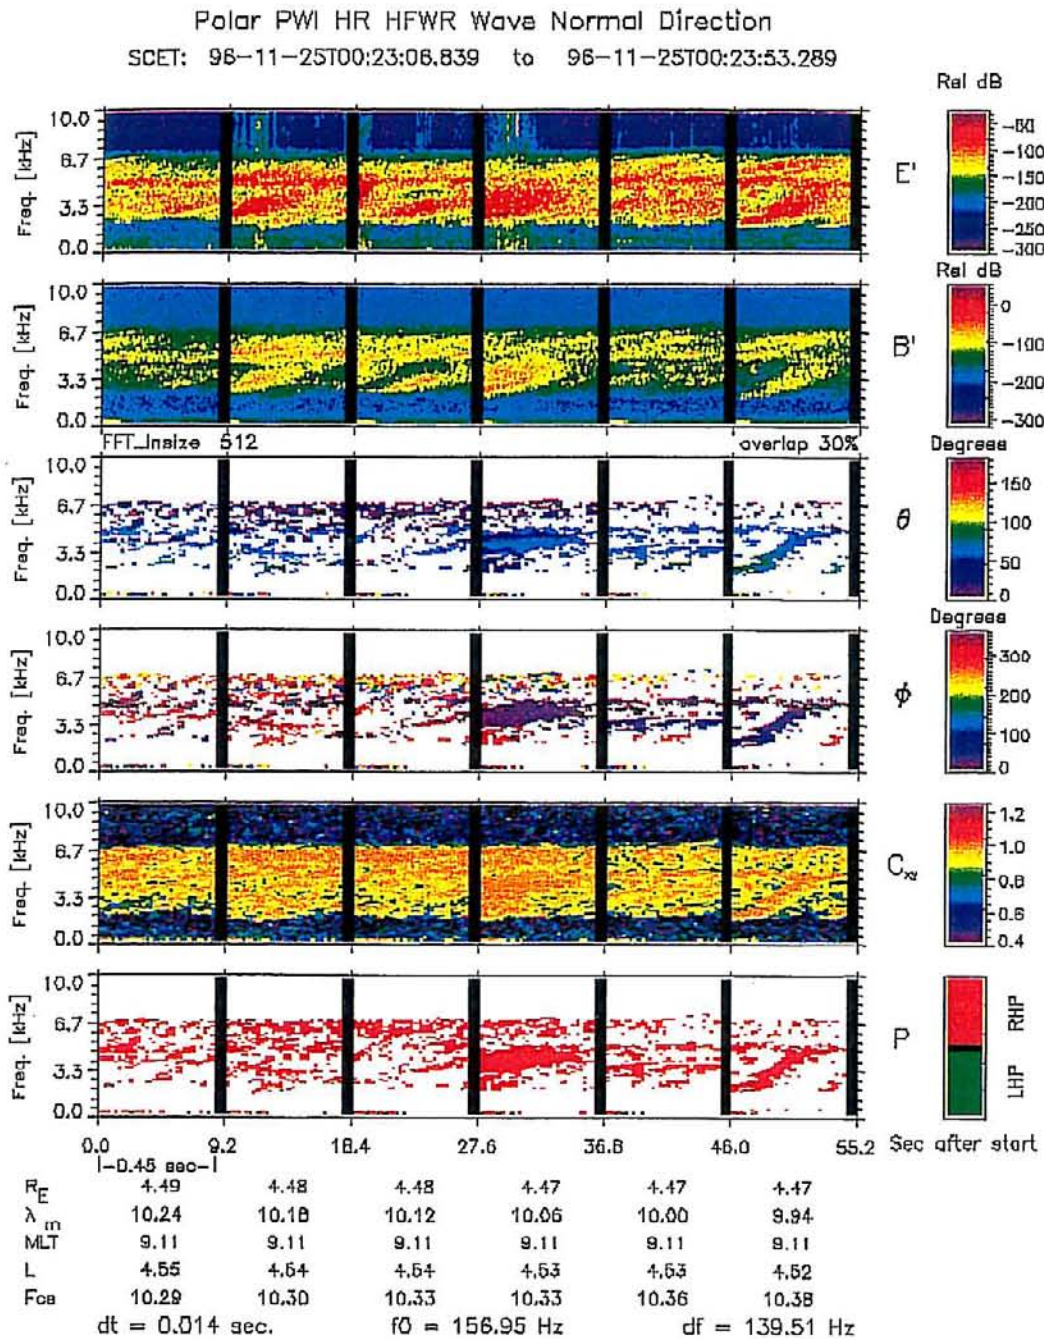 Polar PWI HR HFWR Wave Normal Direction
SCET: 96-11-25T00:23:06.839 to 96-11-25T00:23:53.289
Rel dB
10.0
6.7
3.3
0.0
Freq. [kHz]
E'
-50
-100
-150
-200
-250
-300
Rel dB
10.0
6.7
3.3
0.0
Freq. [kHz]
B'
0
-100
-200
-300
FFT_insize 512
overlap 30%
Degrees
10.0
6.7
3.3
0.0
Freq. [kHz]
θ
150
100
50
0
Degrees
10.0
6.7
3.3
0.0
Freq. [kHz]
ϕ
300
200
100
0
10.0
6.7
3.3
0.0
Freq. [kHz]
1.2
1.0
0.8
0.6
0.4
10.0
6.7
3.3
0.0
Freq. [kHz]
P
RHP
LHP
0.0 9.2 18.4 27.6 36.8 46.0 55.2 Sec after start
|-0.45 sec-|
R_E 4.49 4.48 4.48 4.47 4.47 4.47
λ_m 10.24 10.18 10.12 10.06 10.00 9.94
MLT 9.11 9.11 9.11 9.11 9.11 9.11
L 4.55 4.54 4.54 4.53 4.53 4.52
Fce 10.29 10.30 10.33 10.33 10.36 10.38
dt = 0.014 sec. f0 = 156.95 Hz df = 139.51 Hz